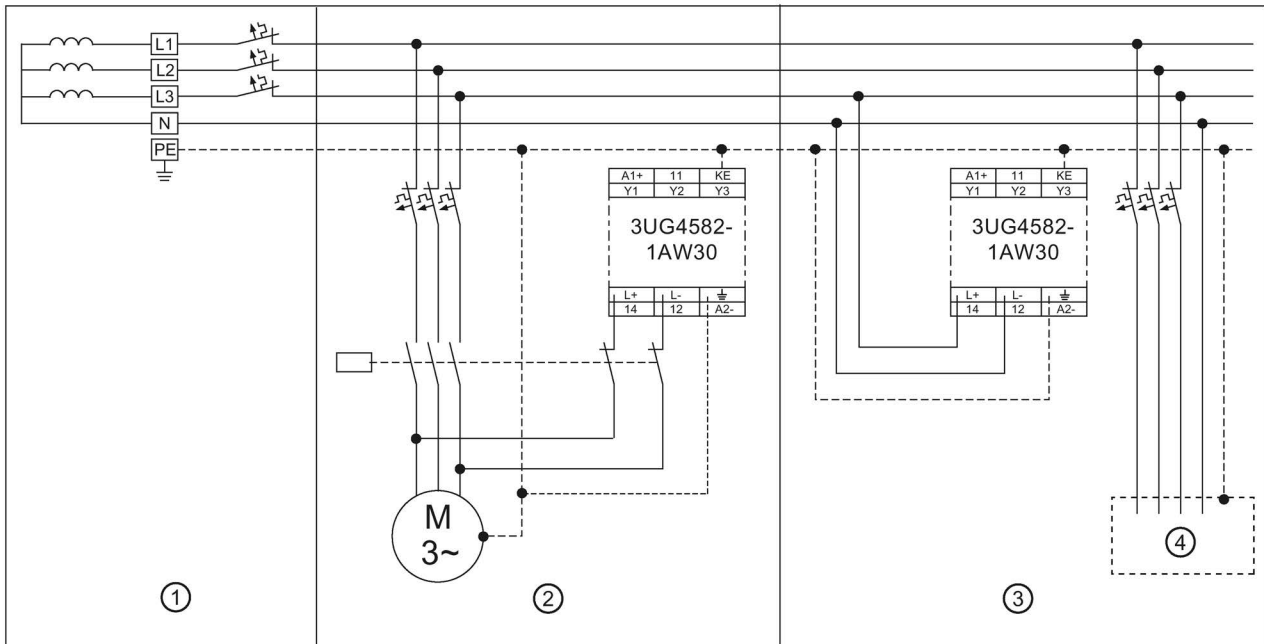 L1
L2
L3
N
PE
A1+ 11 KE
Y1 Y2 Y3
3UG4582-
1AW30
L+ L-
14 12 A2-
A1+ 11 KE
Y1 Y2 Y3
3UG4582-
1AW30
L+ L-
14 12 A2-
M
3~
4
1
2
3